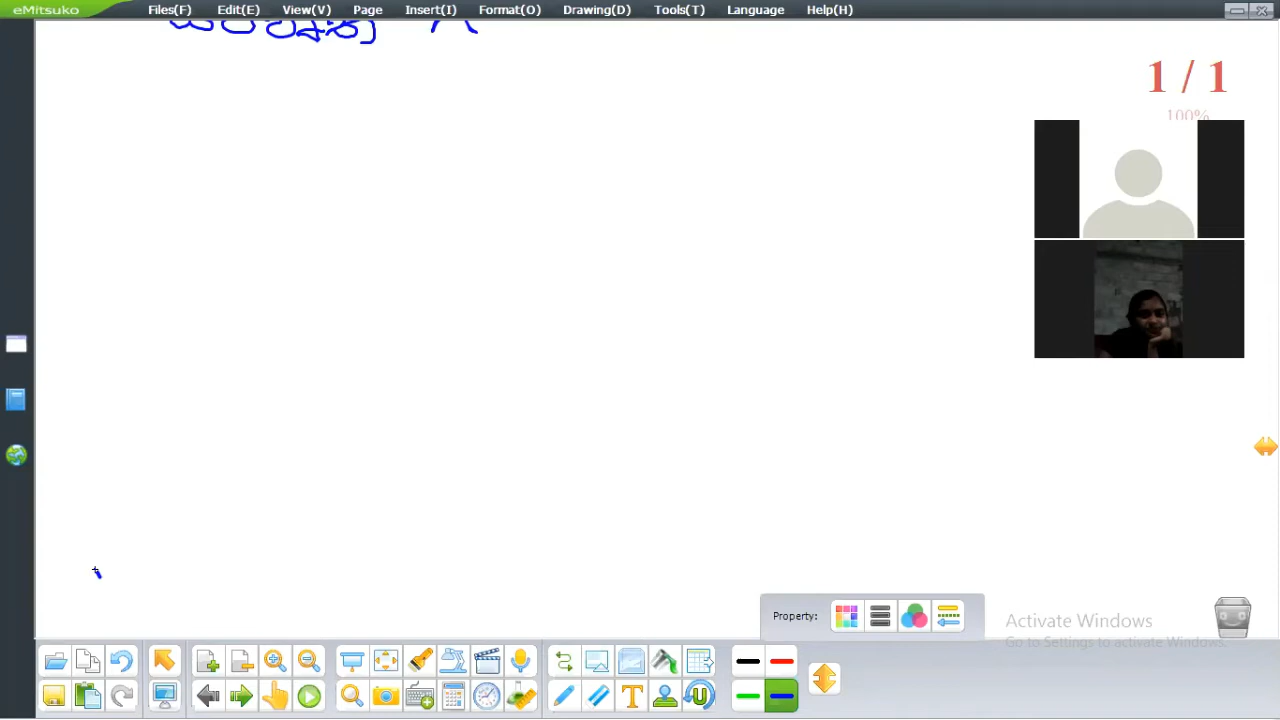 eMitsuko Files(F) Edit(E) View(V) Page Insert(I) Format(O) Drawing(D) Tools(T) Language Help(H)
1 / 1
100%
Property:
Activate Windows
Go to Settings to activate Windows.